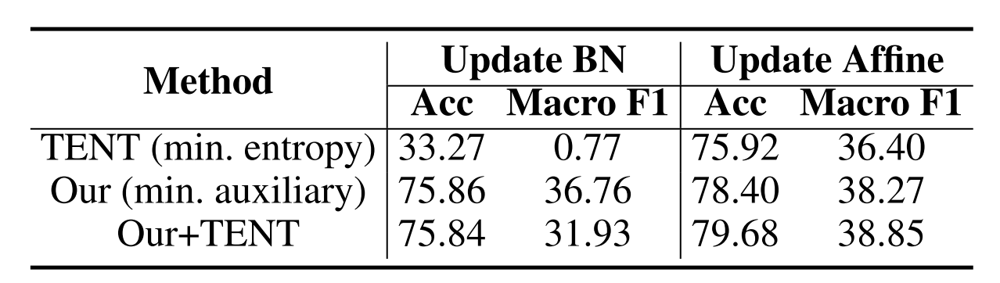 Method Update BN Update Affine
Acc Macro F1 Acc Macro F1
TENT (min. entropy) 33.27 0.77 75.92 36.40
Our (min. auxiliary) 75.86 36.76 78.40 38.27
Our+TENT 75.84 31.93 79.68 38.85